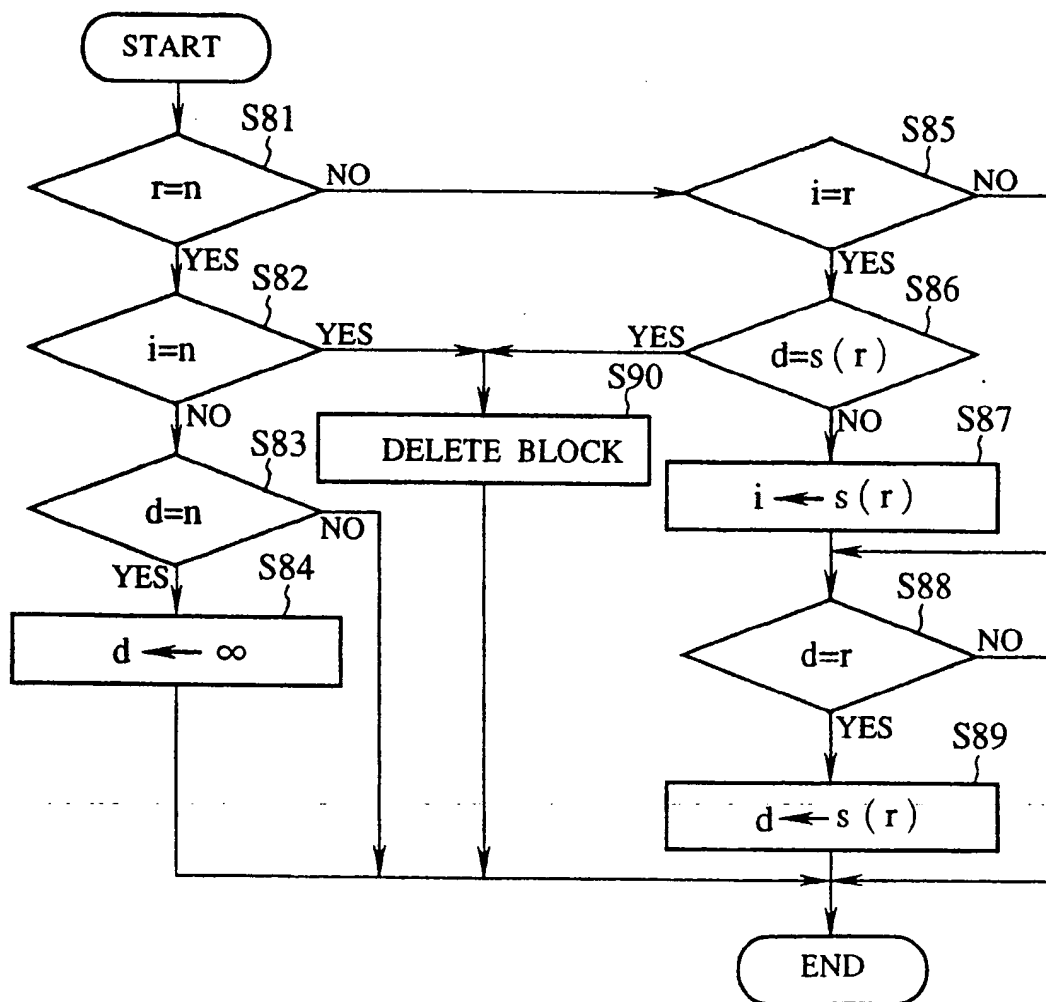 START
S81
r=n
NO
YES
S82
i=n
YES
NO
S83
d=n
NO
YES
S84
d ← ∞
S90
DELETE BLOCK
S85
i=r
NO
YES
S86
d=s(r)
YES
NO
S87
i ← s(r)
S88
d=r
NO
YES
S89
d ← s(r)
END